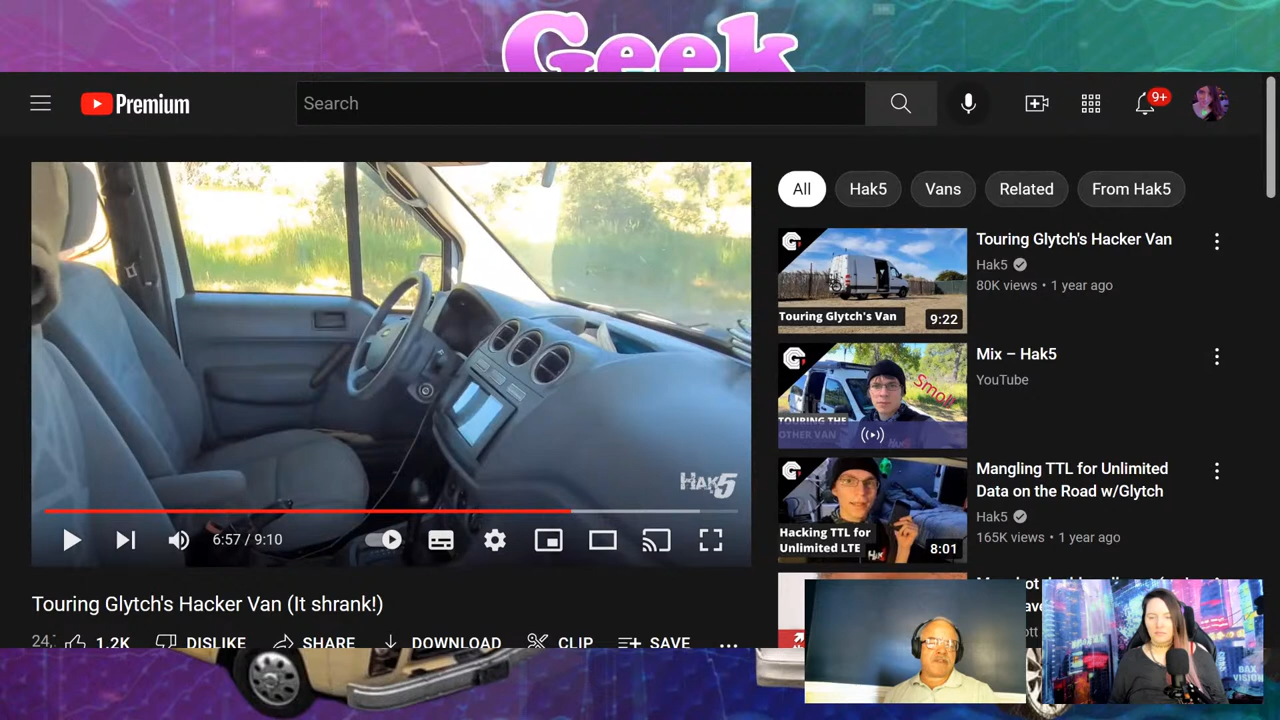 Geek
Premium
Search
9+
All
Hak5
Vans
Related
From Hak5
HAK5
6:57 / 9:10
Touring Glytch's Hacker Van (It shrank!)
1.2K
DISLIKE
SHARE
DOWNLOAD
CLIP
SAVE
Touring Glytch's Van
9:22
Touring Glytch's Hacker Van
Hak5
80K views • 1 year ago
Smol
TOURING THE
OTHER VAN
Mix – Hak5
YouTube
Hacking TTL for
Unlimited LTE
8:01
Mangling TTL for Unlimited
Data on the Road w/Glytch
Hak5
165K views • 1 year ago
BAX
VISION